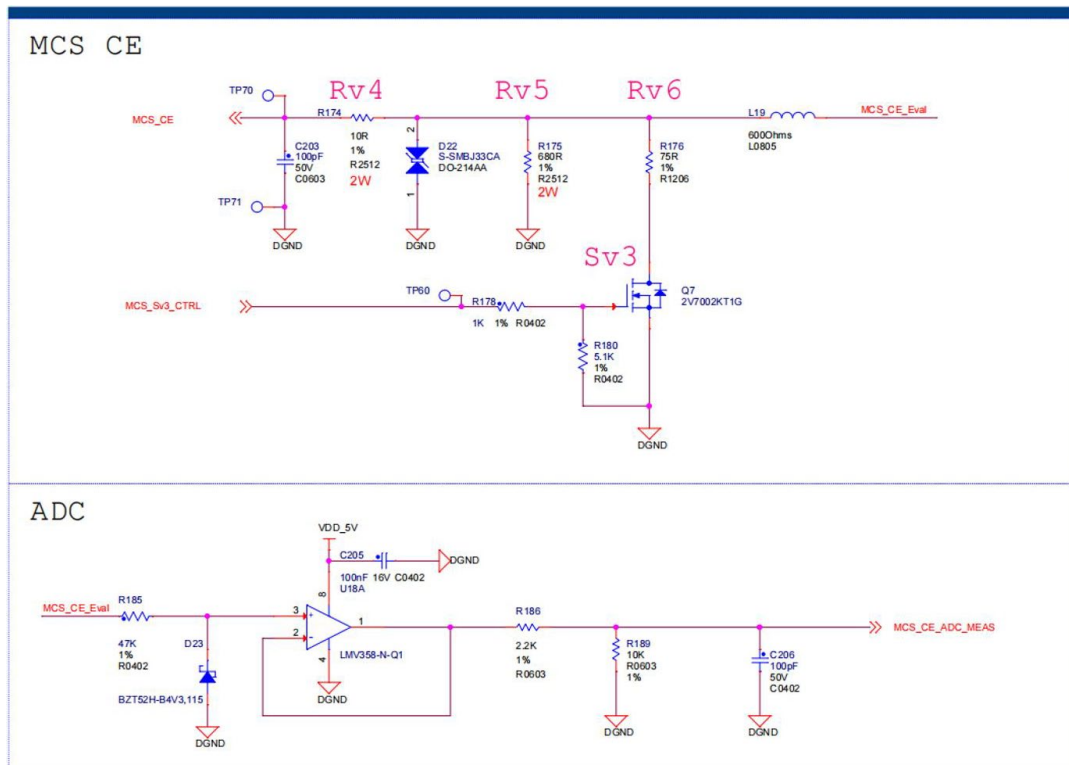 MCS CE
Rv4
Rv5
Rv6
TP70
R174
L19
MCS_CE_Eval
MCS_CE
C203
100pF
50V
C0603
10R
1%
R2512
2W
2
D22
S-SMBJ33CA
DO-214AA
1
R175
680R
1%
R2512
2W
R176
75R
1%
R1206
600Ohms
L0805
TP71
DGND
DGND
DGND
Sv3
MCS_Sv3_CTRL
TP60
R178
1K 1% R0402
Q7
2V7002KT1G
R180
5.1K
1%
R0402
DGND
ADC
VDD_5V
C205
100nF 16V C0402
DGND
U18A
MCS_CE_Eval
R185
47K
1%
R0402
D23
BZT52H-B4V3,115
DGND
8
3
+
2
-
1
4
LMV358-N-Q1
DGND
R186
2.2K
1%
R0603
R189
10K
R0603
1%
DGND
C206
100pF
50V
C0402
DGND
MCS_CE_ADC_MEAS